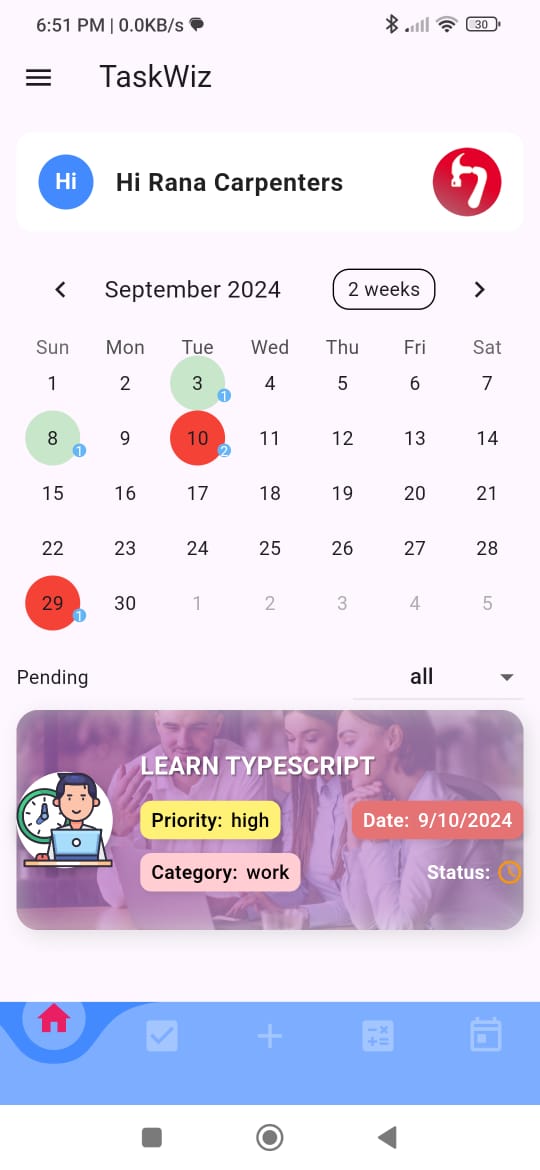 6:51 PM | 0.0KB/s 30
TaskWiz
Hi Hi Rana Carpenters
September 2024 2 weeks
Sun Mon Tue Wed Thu Fri Sat
1 2 3 1 4 5 6 7
8 1 9 10 2 11 12 13 14
15 16 17 18 19 20 21
22 23 24 25 26 27 28
29 1 30 1 2 3 4 5
Pending all
LEARN TYPESCRIPT
Priority: high Date: 9/10/2024
Category: work Status: